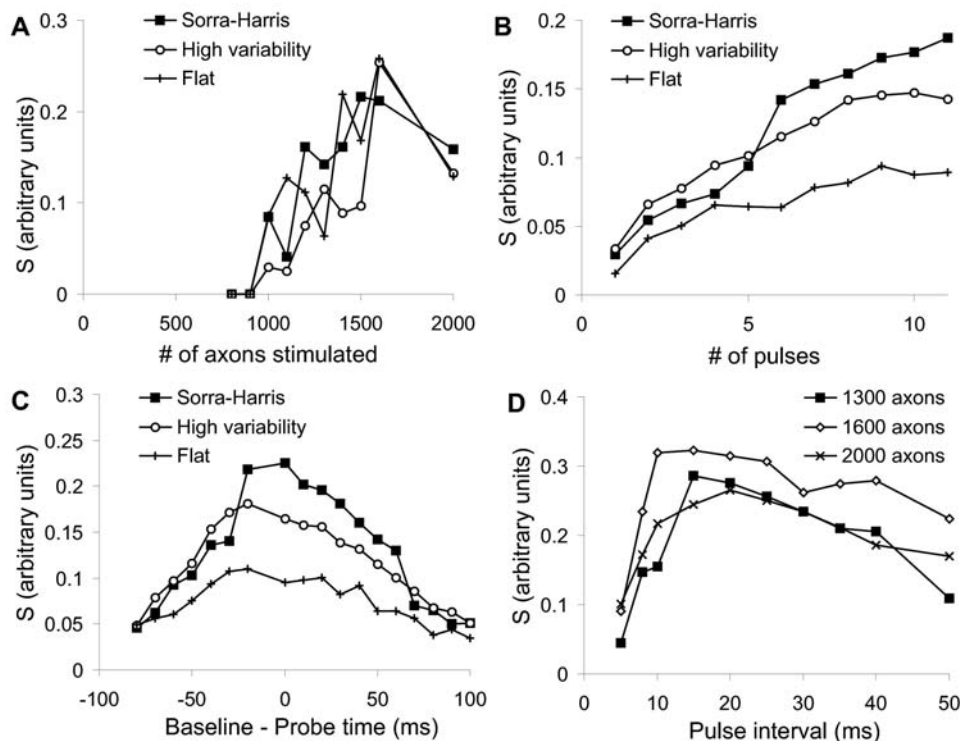 A
0.3
0.2
0.1
0
S (arbitrary units)
Sorra-Harris
High variability
Flat
0 500 1000 1500 2000
# of axons stimulated
B
0.2
0.15
0.1
0.05
0
S (arbitrary units)
Sorra-Harris
High variability
Flat
0 5 10
# of pulses
C
0.3
0.25
0.2
0.15
0.1
0.05
0
S (arbitrary units)
Sorra-Harris
High variability
Flat
-100 -50 0 50 100
Baseline - Probe time (ms)
D
0.4
0.3
0.2
0.1
0
S (arbitrary units)
1300 axons
1600 axons
2000 axons
0 10 20 30 40 50
Pulse interval (ms)